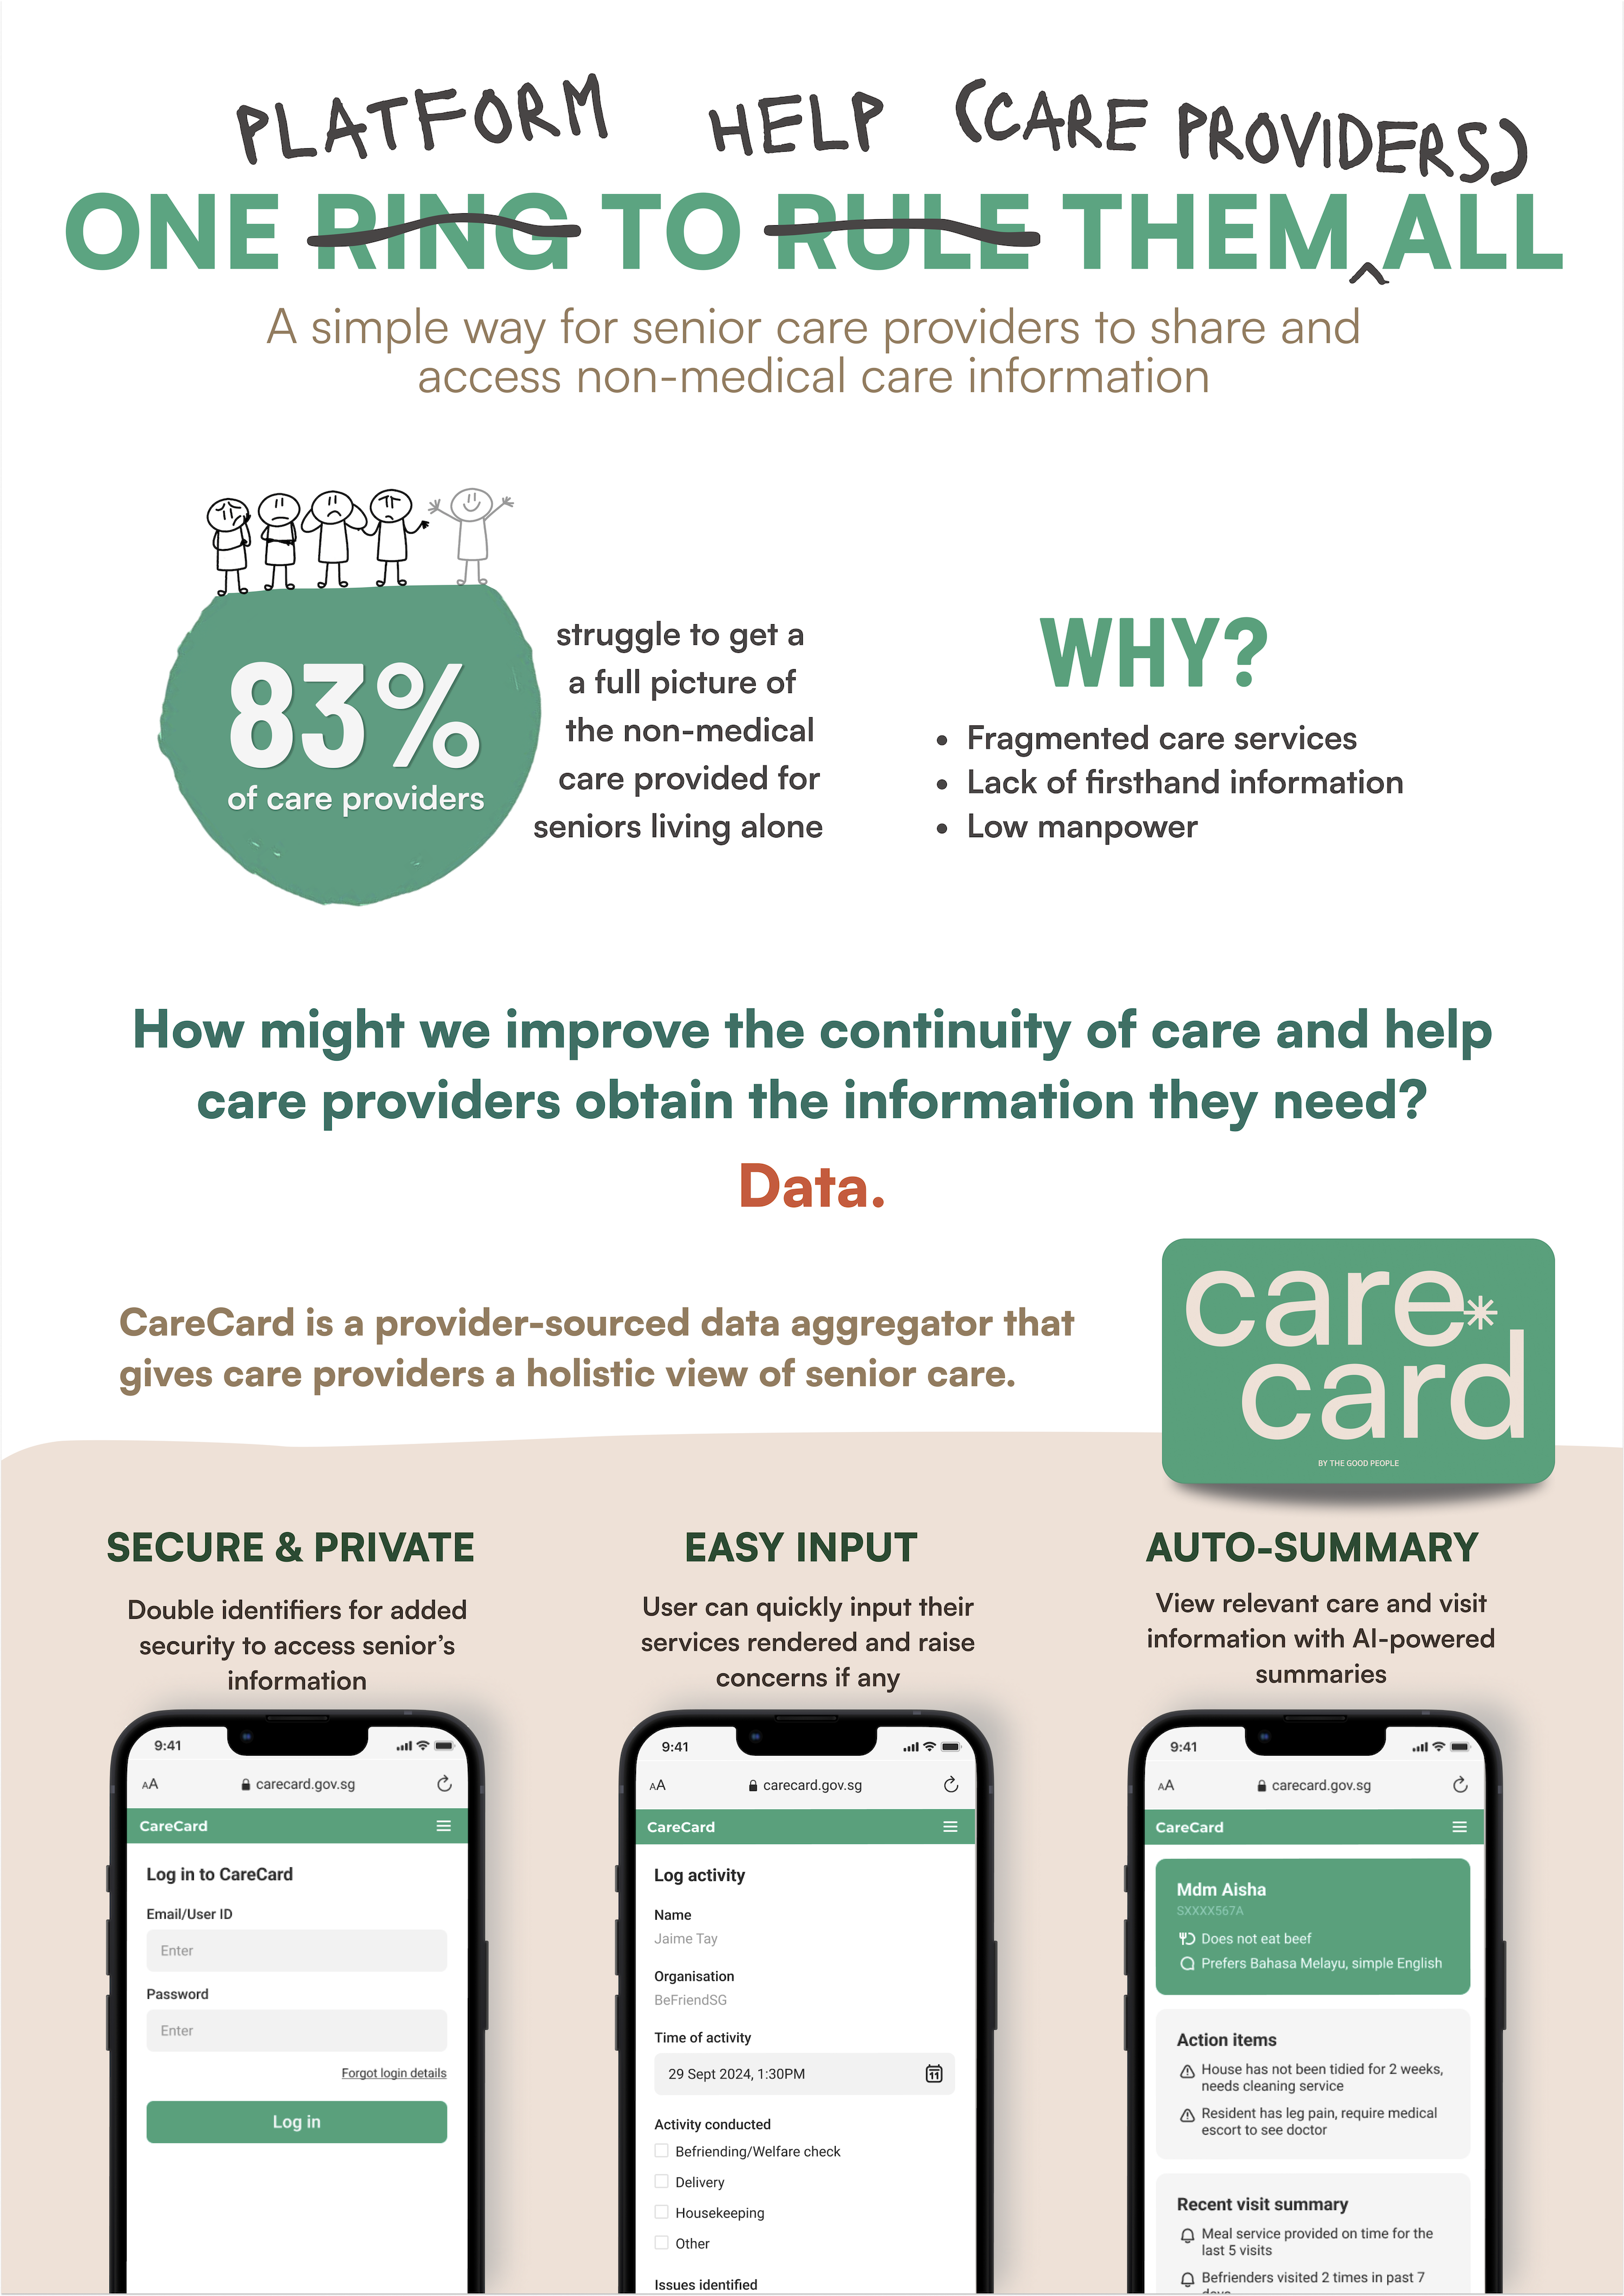 PLATFORM HELP (CARE PROVIDERS)
ONE RING TO RULE THEM ^ ALL
A simple way for senior care providers to share and
access non-medical care information
83%
of care providers
struggle to get a
a full picture of
the non-medical
care provided for
seniors living alone
WHY?
• Fragmented care services
• Lack of firsthand information
• Low manpower
How might we improve the continuity of care and help
care providers obtain the information they need?
Data.
CareCard is a provider-sourced data aggregator that
gives care providers a holistic view of senior care.
care*
card
BY THE GOOD PEOPLE
SECURE & PRIVATE
Double identifiers for added
security to access senior's
information
9:41
AA carecard.gov.sg
CareCard
Log in to CareCard
Email/User ID
Enter
Password
Enter
Forgot login details
Log in
EASY INPUT
User can quickly input their
services rendered and raise
concerns if any
9:41
AA carecard.gov.sg
CareCard
Log activity
Name
Jaime Tay
Organisation
BeFriendSG
Time of activity
29 Sept 2024, 1:30PM
11
Activity conducted
Befriending/Welfare check
Delivery
Housekeeping
Other
Issues identified
AUTO-SUMMARY
View relevant care and visit
information with AI-powered
summaries
9:41
AA carecard.gov.sg
CareCard
Mdm Aisha
SXXXX567A
Does not eat beef
Prefers Bahasa Melayu, simple English
Action items
House has not been tidied for 2 weeks,
needs cleaning service
Resident has leg pain, require medical
escort to see doctor
Recent visit summary
Meal service provided on time for the
last 5 visits
Befrienders visited 2 times in past 7
days